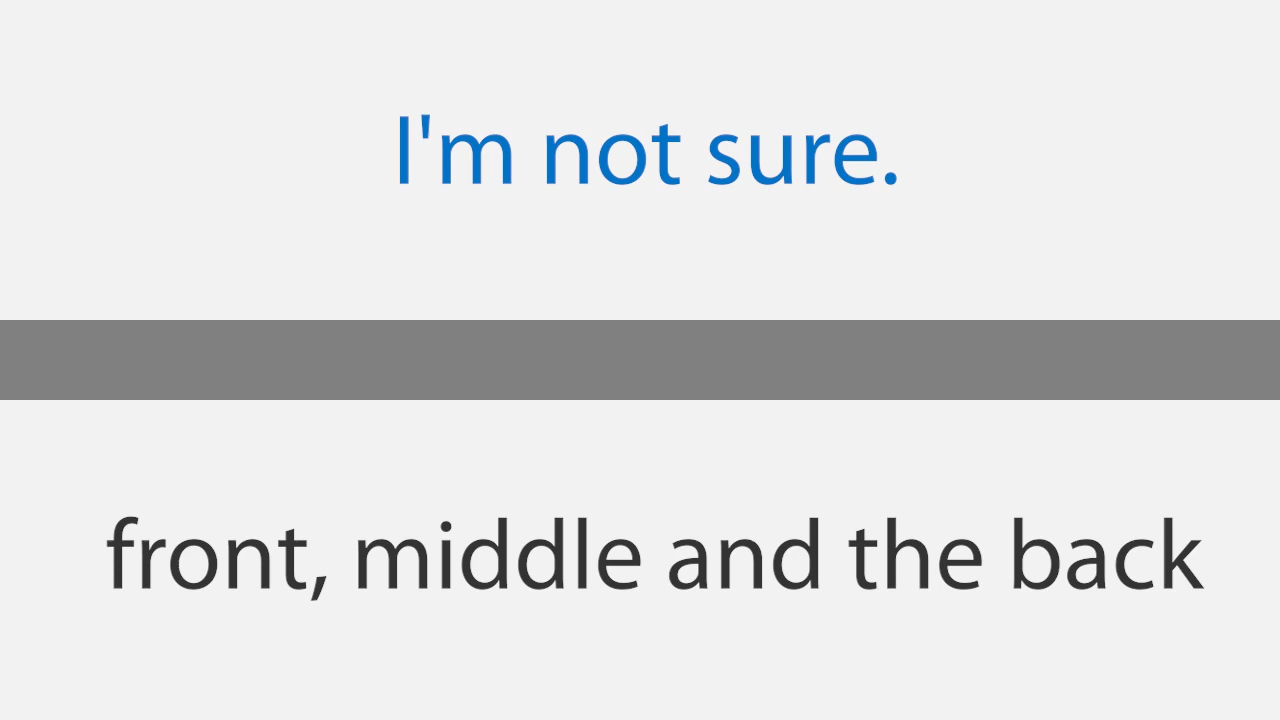 I'm not sure.
front, middle and the back